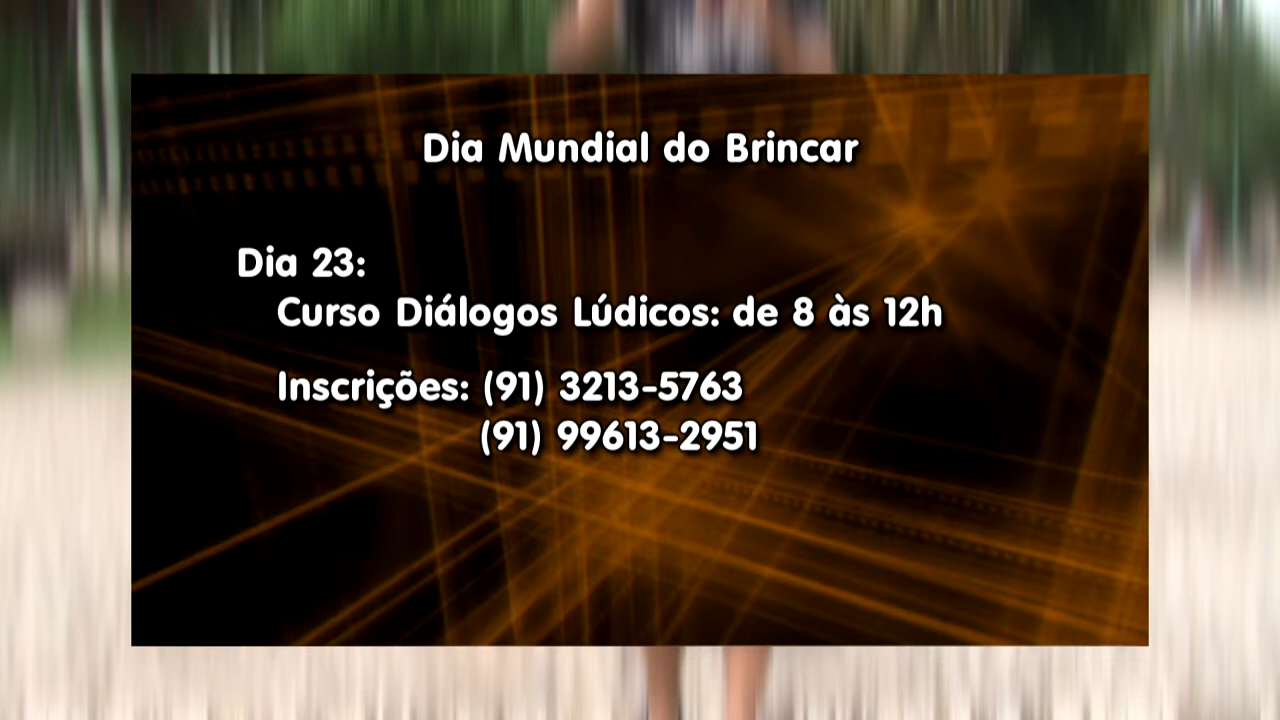 Dia Mundial do Brincar
Dia 23:
Curso Diálogos Lúdicos: de 8 às 12h
Inscrições: (91) 3213-5763
(91) 99613-2951